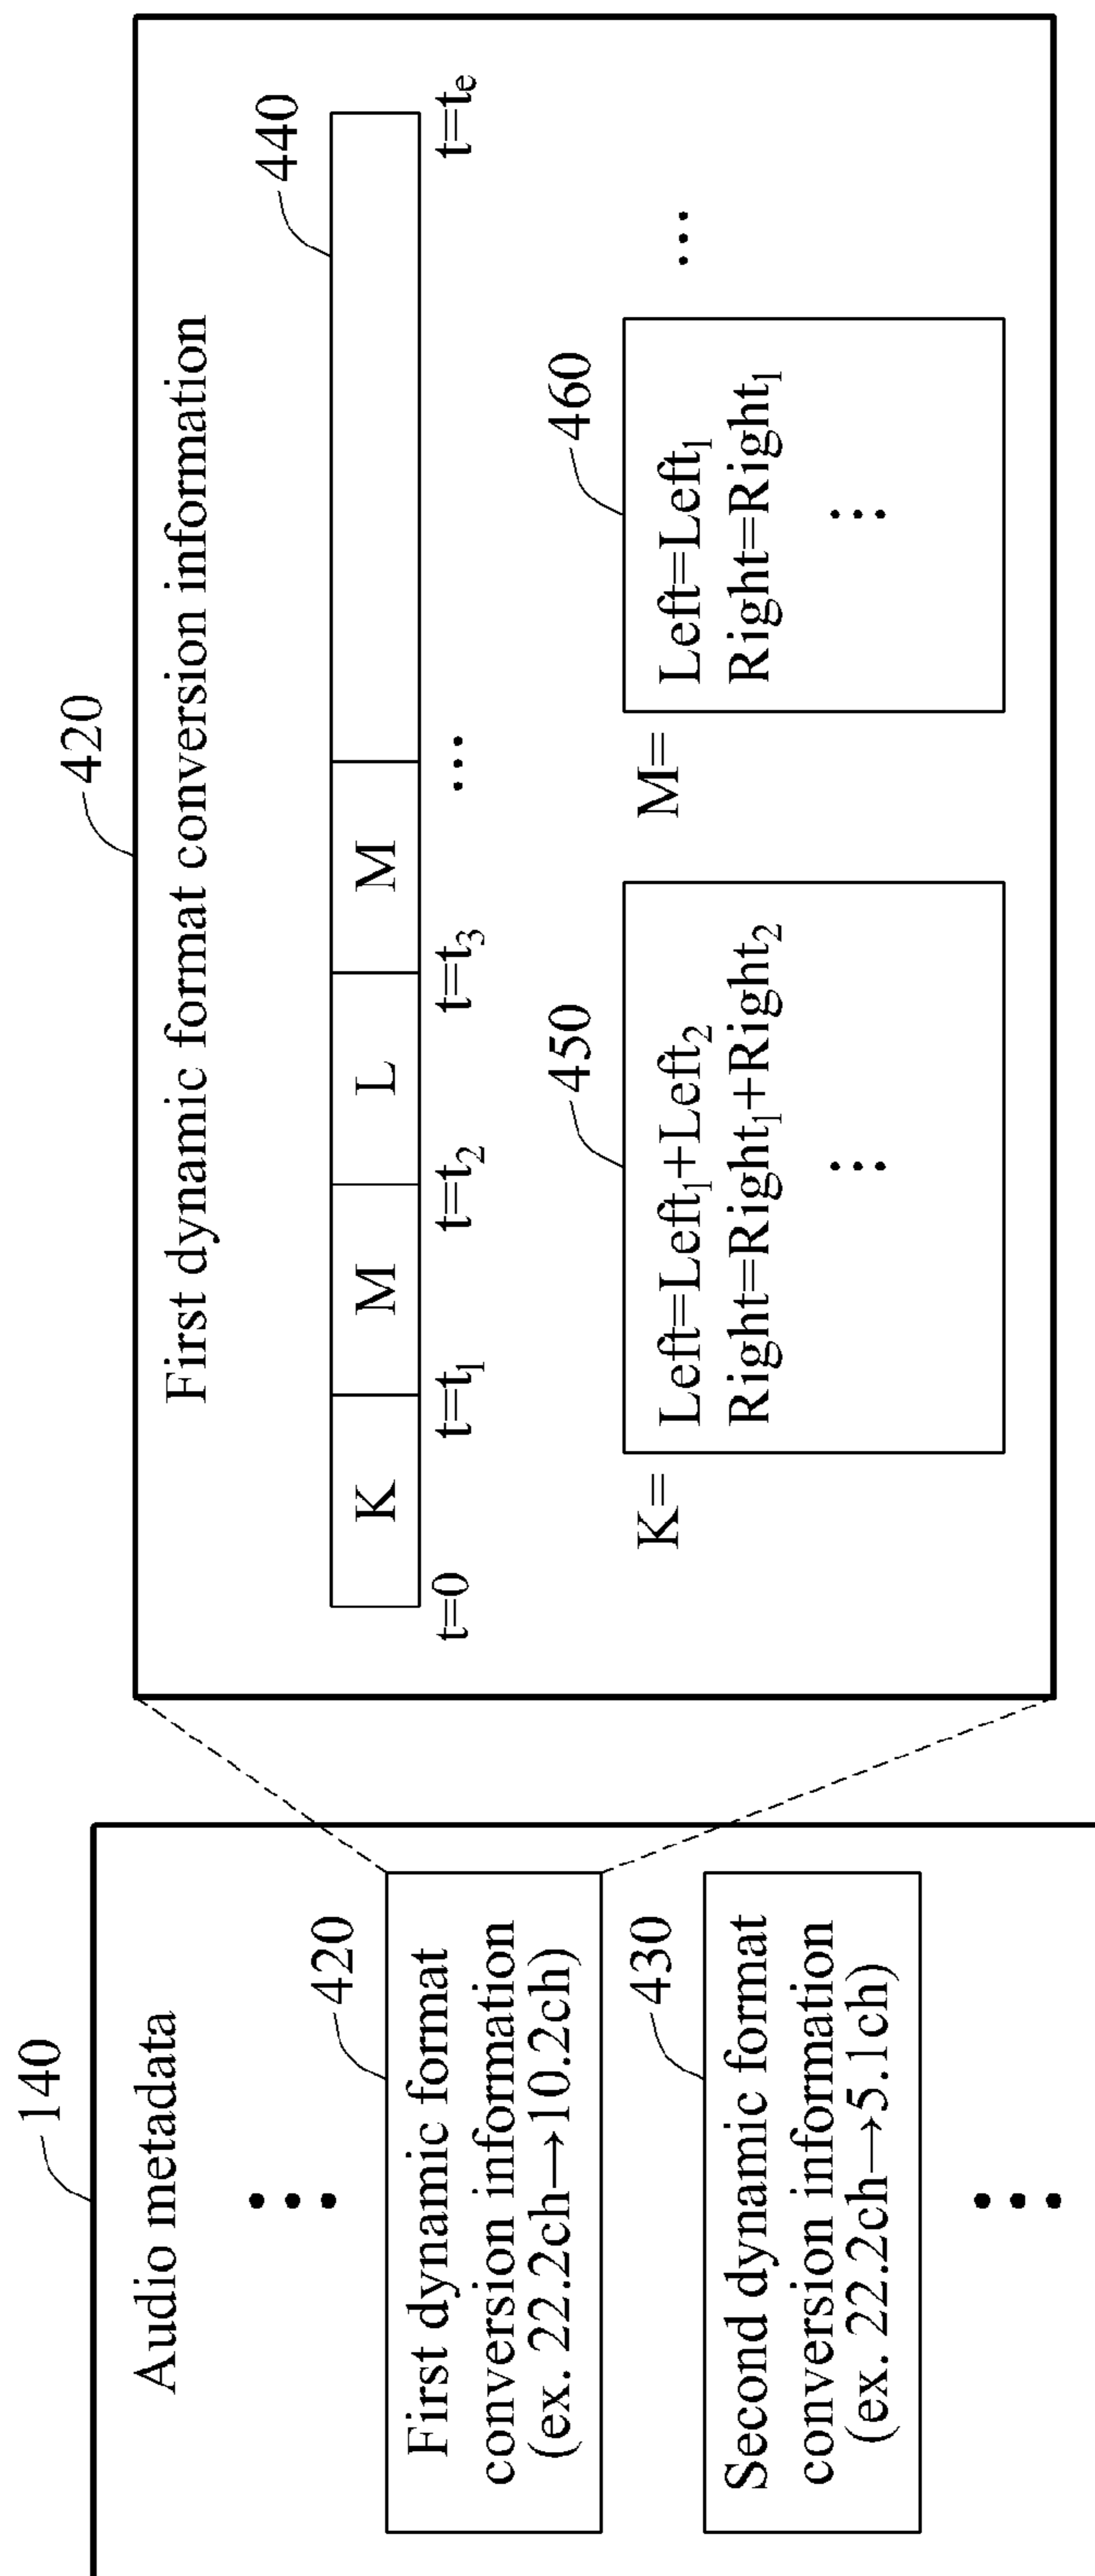 140
Audio metadata
⋮
420
First dynamic format
conversion information
(ex. 22.2ch→10.2ch)
430
Second dynamic format
conversion information
(ex. 22.2ch→5.1ch)
⋮
420
First dynamic format conversion information
440
K M L M
t=0 t=t₁ t=t₂ t=t₃ ... t=tₑ
450
K=
Left=Left₁+Left₂
Right=Right₁+Right₂
⋮
460
M=
Left=Left₁
Right=Right₁
⋮
...